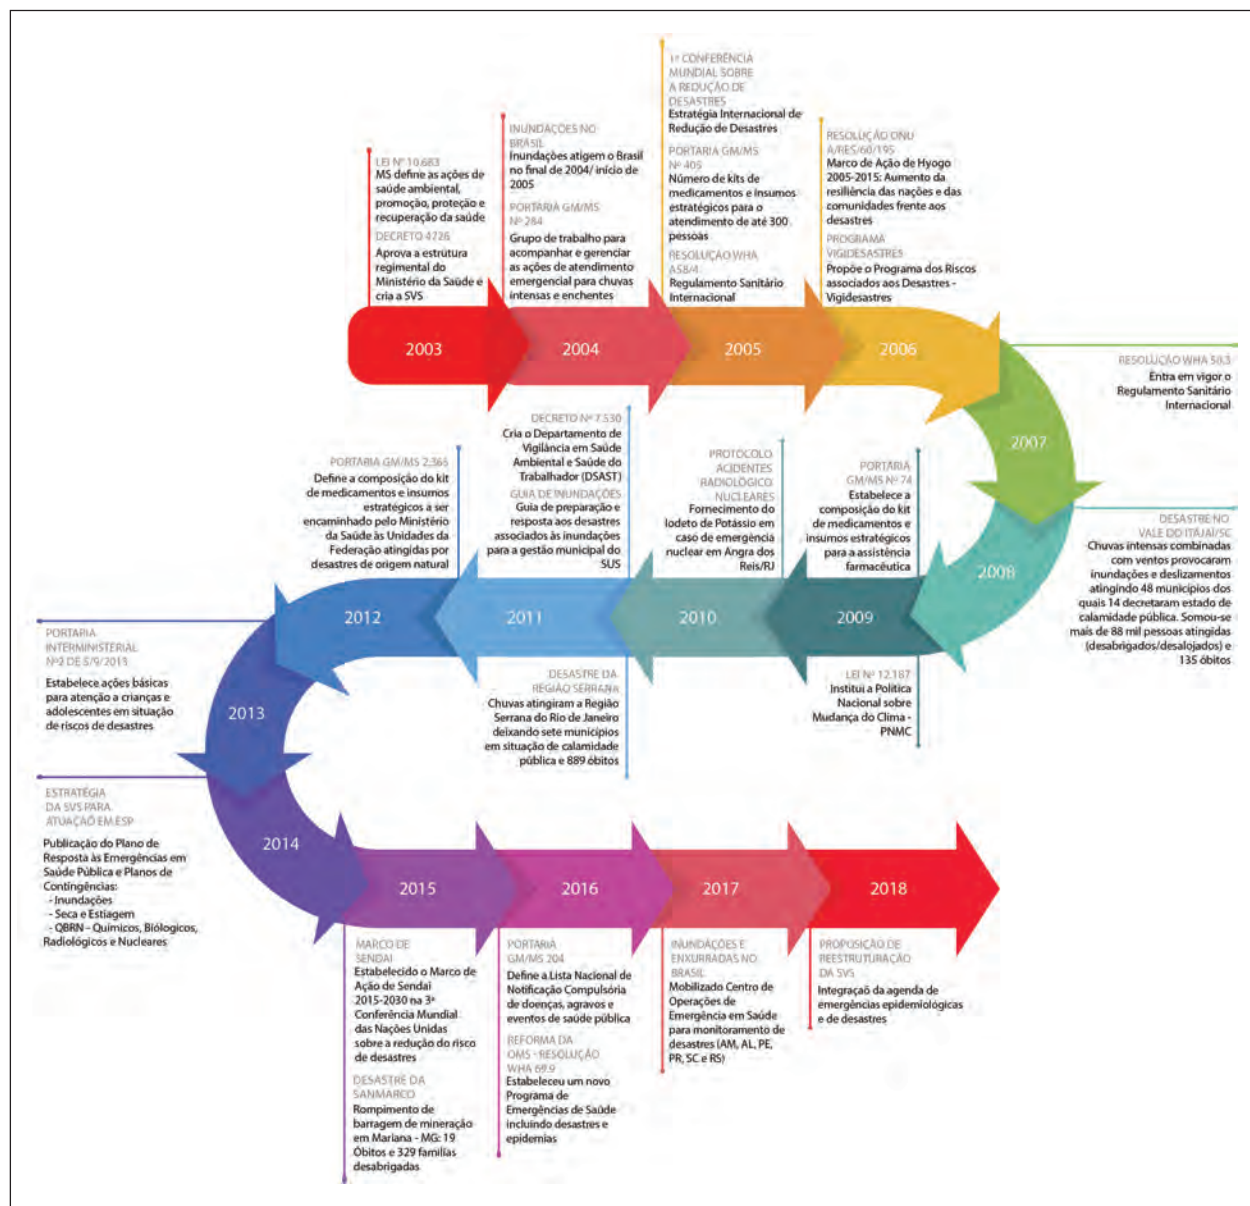 LEI Nº 10.683
MS define as ações de
saúde ambiental,
promoção, proteção e
recuperação da saúde
DECRETO 4726
Aprova a estrutura
regimental do
Ministério da Saúde e
cria a SVS
INUNDAÇÕES NO
BRASIL
Inundações atigem o Brasil
no final de 2004/ início de
2005
PORTARIA GM/MS
Nº 284
Grupo de trabalho para
acompanhar e gerenciar
as ações de atendimento
emergencial para chuvas
intensas e enchentes
1ª CONFERÊNCIA
MUNDIAL SOBRE
A REDUÇÃO DE
DESASTRES
Estratégia Internacional de
Redução de Desastres
PORTARIA GM/MS
Nº 405
Número de kits de
medicamentos e insumos
estratégicos para o
atendimento de até 300
pessoas
RESOLUÇÃO WHA
A58/4
Regulamento Sanitário
Internacional
RESOLUÇÃO ONU
A/RES/60/195
Marco de Ação de Hyogo
2005-2015: Aumento da
resiliência das nações e das
comunidades frente aos
desastres
PROGRAMA
VIGIDESASTRES
Propõe o Programa dos Riscos
associados aos Desastres -
Vigidesastres
2003
2004
2005
2006
RESOLUÇÃO WHA 50.3
Entra em vigor o
Regulamento Sanitário
Internacional
2007
DESASTRE NO
VALE DO ITAJAÍ/SC
Chuvas intensas combinadas
com ventos provocaram
inundações e deslizamentos
atingindo 48 municípios dos
quais 14 decretaram estado de
calamidade pública. Somou-se
mais de 88 mil pessoas atingidas
(desabrigados/desalojados) e
135 óbitos
2008
PORTARIA
GM/MS Nº 74
Estabelece a
composição do kit
de medicamentos e
insumos estratégicos
para a assistência
farmacêutica
2009
LEI Nº 12.187
Institui a Política
Nacional sobre
Mudança do Clima -
PNMC
PROTOCOLO
ACIDENTES
RADIOLÓGICO
NUCLEARES
Fornecimento do
Iodeto de Potássio em
caso de emergência
nuclear em Angra dos
Reis/RJ
2010
DECRETO Nº 7.530
Cria o Departamento de
Vigilância em Saúde
Ambiental e Saúde do
Trabalhador (DSAST)
GUIA DE INUNDAÇÕES
Guia de preparação e
resposta aos desastres
associados às inundações
para a gestão municipal do
SUS
2011
DESASTRE DA
REGIÃO SERRANA
Chuvas atingiram a Região
Serrana do Rio de Janeiro
deixando sete municípios
em situação de calamidade
pública e 889 óbitos
PORTARIA GM/MS 2.365
Define a composição do kit
de medicamentos e insumos
estratégicos a ser
encaminhado pelo Ministério
da Saúde às Unidades da
Federação atingidas por
desastres de origem natural
2012
PORTARIA
INTERMINISTERIAL
Nº2 DE 5/9/2013
Estabelece ações básicas
para atenção a crianças e
adolescentes em situação
de riscos de desastres
2013
ESTRATÉGIA
DA SVS PARA
ATUAÇÃO EM ESP
Publicação do Plano de
Resposta às Emergências em
Saúde Pública e Planos de
Contingências:
- Inundações
- Seca e Estiagem
- QBRN - Químicos, Biólogicos,
Radiológicos e Nucleares
2014
2015
2016
2017
2018
MARCO DE
SENDAI
Estabelecido o Marco de
Ação de Sendai
2015-2030 na 3ª
Conferência Mundial
das Nações Unidas
sobre a redução do risco
de desastres
DESASTRE DA
SANMARCO
Rompimento de
barragem de mineração
em Mariana - MG: 19
Óbitos e 329 famílias
desabrigadas
PORTARIA
GM/MS 204
Define a Lista Nacional de
Notificação Compulsória
de doenças, agravos e
eventos de saúde pública
REFORMA DA
OMS - RESOLUÇÃO
WHA 69.9
Estabeleceu um novo
Programa de
Emergências de Saúde
incluindo desastres e
epidemias
INUNDAÇÕES E
ENXURRADAS NO
BRASIL
Mobilizado Centro de
Operações de
Emergência em Saúde
para monitoramento de
desastres (AM, AL, PE,
PR, SC e RS)
PROPOSIÇÃO DE
REESTRUTURAÇÃO
DA SVS
Integraçaõ da agenda de
emergências epidemiológicas
e de desastres